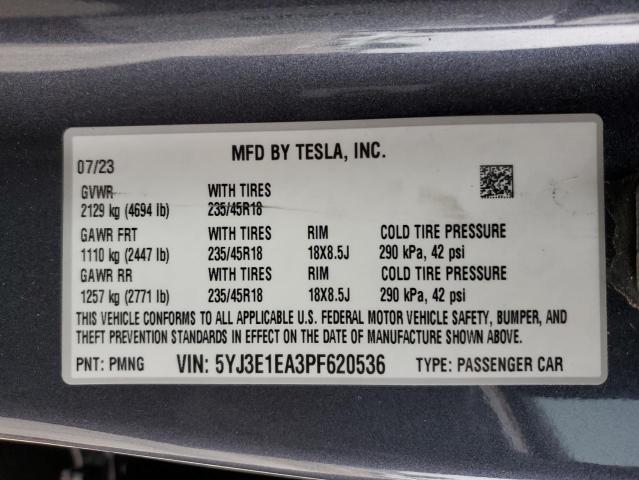 MFD BY TESLA, INC.
07/23
GVWR WITH TIRES
2129 kg (4694 lb) 235/45R18
GAWR FRT WITH TIRES RIM COLD TIRE PRESSURE
1110 kg (2447 lb) 235/45R18 18X8.5J 290 kPa, 42 psi
GAWR RR WITH TIRES RIM COLD TIRE PRESSURE
1257 kg (2771 lb) 235/45R18 18X8.5J 290 kPa, 42 psi
THIS VEHICLE CONFORMS TO ALL APPLICABLE U.S. FEDERAL MOTOR VEHICLE SAFETY, BUMPER, AND
THEFT PREVENTION STANDARDS IN EFFECT ON THE DATE OF MANUFACTURE SHOWN ABOVE.
PNT: PMNG VIN: 5YJ3E1EA3PF620536 TYPE: PASSENGER CAR